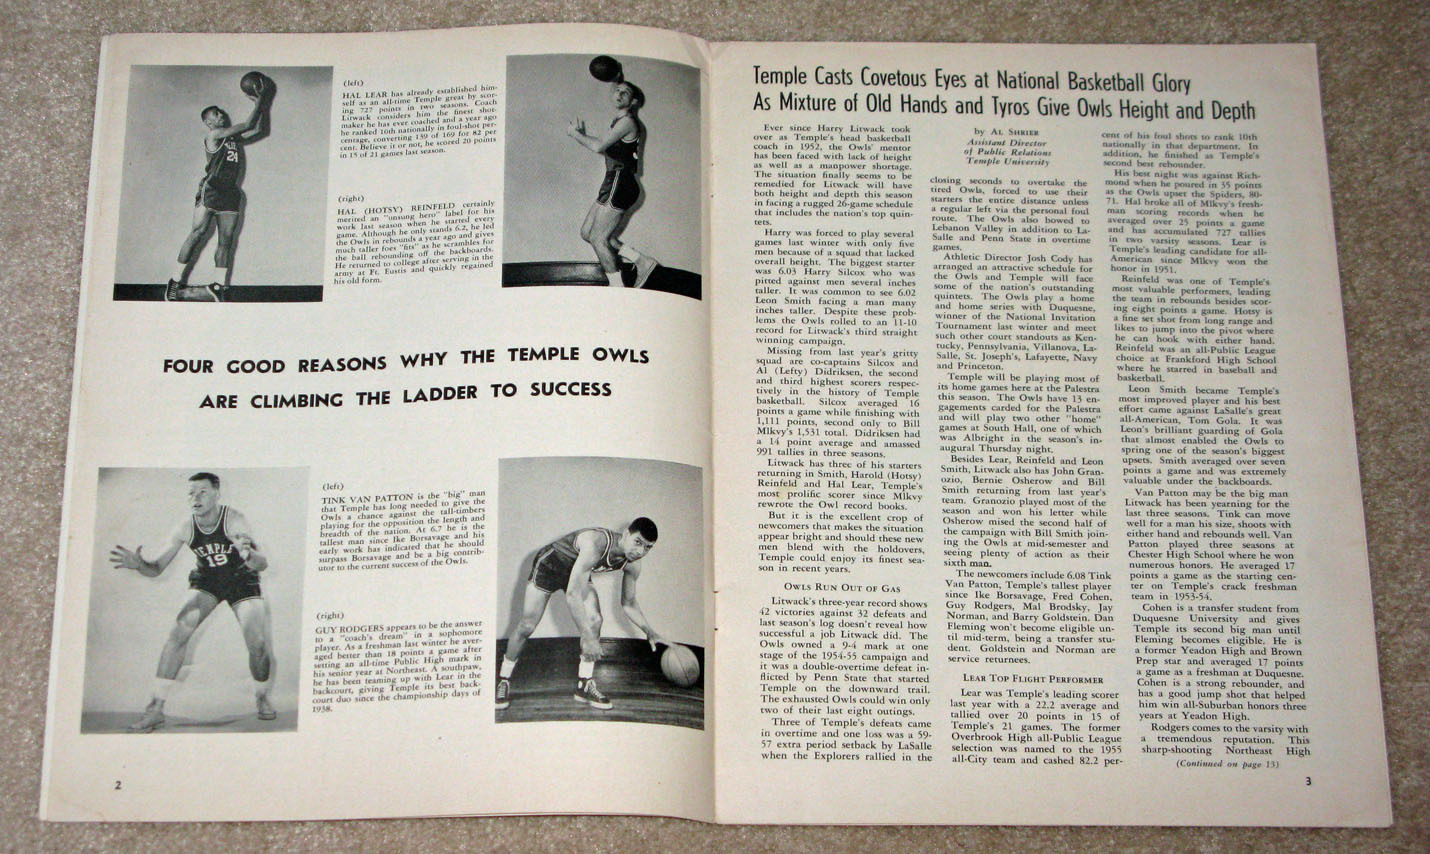 (left)
HAL LEAR has already established him-
self as an all-time Temple great by scor-
ing 727 points in two seasons. Coach
Litwack considers him the finest shot-
maker he has ever coached and a year ago
he ranked 10th nationally in foul-shot per-
centage, converting 139 of 169 for 82 per
cent. Believe it or not, he scored 20 points
in 15 of 21 games last season.
24
(right)
HAL (HOTSY) REINFELD certainly
merited an "unsung hero" label for his
work last season when he started every
game. Although he only stands 6.2, he led
the Owls in rebounds a year ago and gives
much taller foes "fits" as he scrambles for
the ball rebounding off the backboards.
He returned to college after serving in the
army at Ft. Eustis and quickly regained
his old form.
FOUR GOOD REASONS WHY THE TEMPLE OWLS
ARE CLIMBING THE LADDER TO SUCCESS
(left)
TINK VAN PATTON is the "big" man
that Temple has long needed to give the
Owls a chance against the tall-timbers
playing for the opposition the length and
breadth of the nation. At 6.7 he is the
tallest man since Ike Borsavage and his
early work has indicated that he should
surpass Borsavage and be a big contrib-
utor to the current success of the Owls.
TEMPLE
19
(right)
GUY RODGERS appears to be the answer
to a "coach's dream" in a sophomore
player. As a freshman last winter he aver-
aged better than 18 points a game after
setting an all-time Public High mark in
his senior year at Northeast. A southpaw,
he has been teaming up with Lear in the
backcourt, giving Temple its best back-
court duo since the championship days of
1938.
2
Temple Casts Covetous Eyes at National Basketball Glory
As Mixture of Old Hands and Tyros Give Owls Height and Depth
Ever since Harry Litwack took
over as Temple's head basketball
coach in 1952, the Owls' mentor
has been faced with lack of height
as well as a manpower shortage.
The situation finally seems to be
remedied for Litwack will have
both height and depth this season
in facing a rugged 26-game schedule
that includes the nation's top quin-
tets.
Harry was forced to play several
games last winter with only five
men because of a squad that lacked
overall height. The biggest starter
was 6.03 Harry Silcox who was
pitted against men several inches
taller. It was common to see 6.02
Leon Smith facing a man many
inches taller. Despite these prob-
lems the Owls rolled to an 11-10
record for Litwack's third straight
winning campaign.
Missing from last year's gritty
squad are co-captains Silcox and
Al (Lefty) Didriksen, the second
and third highest scorers respec-
tively in the history of Temple
basketball. Silcox averaged 16
points a game while finishing with
1,111 points, second only to Bill
Mlkvy's 1,531 total. Didriksen had
a 14 point average and amassed
991 tallies in three seasons.
Litwack has three of his starters
returning in Smith, Harold (Hotsy)
Reinfeld and Hal Lear, Temple's
most prolific scorer since Mlkvy
rewrote the Owl record books.
But it is the excellent crop of
newcomers that makes the situation
appear bright and should these new
men blend with the holdovers,
Temple could enjoy its finest sea-
son in recent years.
OWLS RUN OUT OF GAS
Litwack's three-year record shows
42 victories against 32 defeats and
last season's log doesn't reveal how
successful a job Litwack did. The
Owls owned a 9-4 mark at one
stage of the 1954-55 campaign and
it was a double-overtime defeat in-
flicted by Penn State that started
Temple on the downward trail.
The exhausted Owls could win only
two of their last eight outings.
Three of Temple's defeats came
in overtime and one loss was a 59-
57 extra period setback by LaSalle
when the Explorers rallied in the
by AL SHRIER
Assistant Director
of Public Relations
Temple University
closing seconds to overtake the
tired Owls, forced to use their
starters the entire distance unless
a regular left via the personal foul
route. The Owls also bowed to
Lebanon Valley in addition to La-
Salle and Penn State in overtime
games.
Athletic Director Josh Cody has
arranged an attractive schedule for
the Owls and Temple will face
some of the nation's outstanding
quintets. The Owls play a home
and home series with Duquesne,
winner of the National Invitation
Tournament last winter and meet
such other court standouts as Ken-
tucky, Pennsylvania, Villanova, La-
Salle, St. Joseph's, Lafayette, Navy
and Princeton.
Temple will be playing most of
its home games here at the Palestra
this season. The Owls have 13 en-
gagements carded for the Palestra
and will play two other "home"
games at South Hall, one of which
was Albright in the season's in-
augural Thursday night.
Besides Lear, Reinfeld and Leon
Smith, Litwack also has John Gran-
ozio, Bernie Osherow and Bill
Smith returning from last year's
team. Granozio played most of the
season and won his letter while
Osherow mised the second half of
the campaign with Bill Smith join-
ing the Owls at mid-semester and
seeing plenty of action as their
sixth man.
The newcomers include 6.08 Tink
Van Patton, Temple's tallest player
since Ike Borsavage, Fred Cohen,
Guy Rodgers, Mal Brodsky, Jay
Norman, and Barry Goldstein. Dan
Fleming won't become eligible un-
til mid-term, being a transfer stu-
dent. Goldstein and Norman are
service returnees.
LEAR TOP FLIGHT PERFORMER
Lear was Temple's leading scorer
last year with a 22.2 average and
tallied over 20 points in 15 of
Temple's 21 games. The former
Overbrook High all-Public League
selection was named to the 1955
all-City team and cashed 82.2 per-
cent of his foul shots to rank 10th
nationally in that department. In
addition, he finished as Temple's
second best rebounder.
His best night was against Rich-
mond when he poured in 35 points
as the Owls upset the Spiders, 80-
71. Hal broke all of Mlkvy's fresh-
man scoring records when he
averaged over 25 points a game
and has accumulated 727 tallies
in two varsity seasons. Lear is
Temple's leading candidate for all-
American since Mlkvy won the
honor in 1951.
Reinfeld was one of Temple's
most valuable performers, leading
the team in rebounds besides scor-
ing eight points a game. Hotsy is
a fine set shot from long range and
likes to jump into the pivot where
he can hook with either hand.
Reinfeld was an all-Public League
choice at Frankford High School
where he starred in baseball and
basketball.
Leon Smith became Temple's
most improved player and his best
effort came against LaSalle's great
all-American, Tom Gola. It was
Leon's brilliant guarding of Gola
that almost enabled the Owls to
spring one of the season's biggest
upsets. Smith averaged over seven
points a game and was extremely
valuable under the backboards.
Van Patton may be the big man
Litwack has been yearning for the
last three seasons. Tink can move
well for a man his size, shoots with
either hand and rebounds well. Van
Patton played three seasons at
Chester High School where he won
numerous honors. He averaged 17
points a game as the starting cen-
ter on Temple's crack freshman
team in 1953-54.
Cohen is a transfer student from
Duquesne University and gives
Temple its second big man until
Fleming becomes eligible. He is
a former Yeadon High and Brown
Prep star and averaged 17 points
a game as a freshman at Duquesne.
Cohen is a strong rebounder, and
has a good jump shot that helped
him win all-Suburban honors three
years at Yeadon High.
Rodgers comes to the varsity with
a tremendous reputation. This
sharp-shooting Northeast High
(Continued on page 13)
3